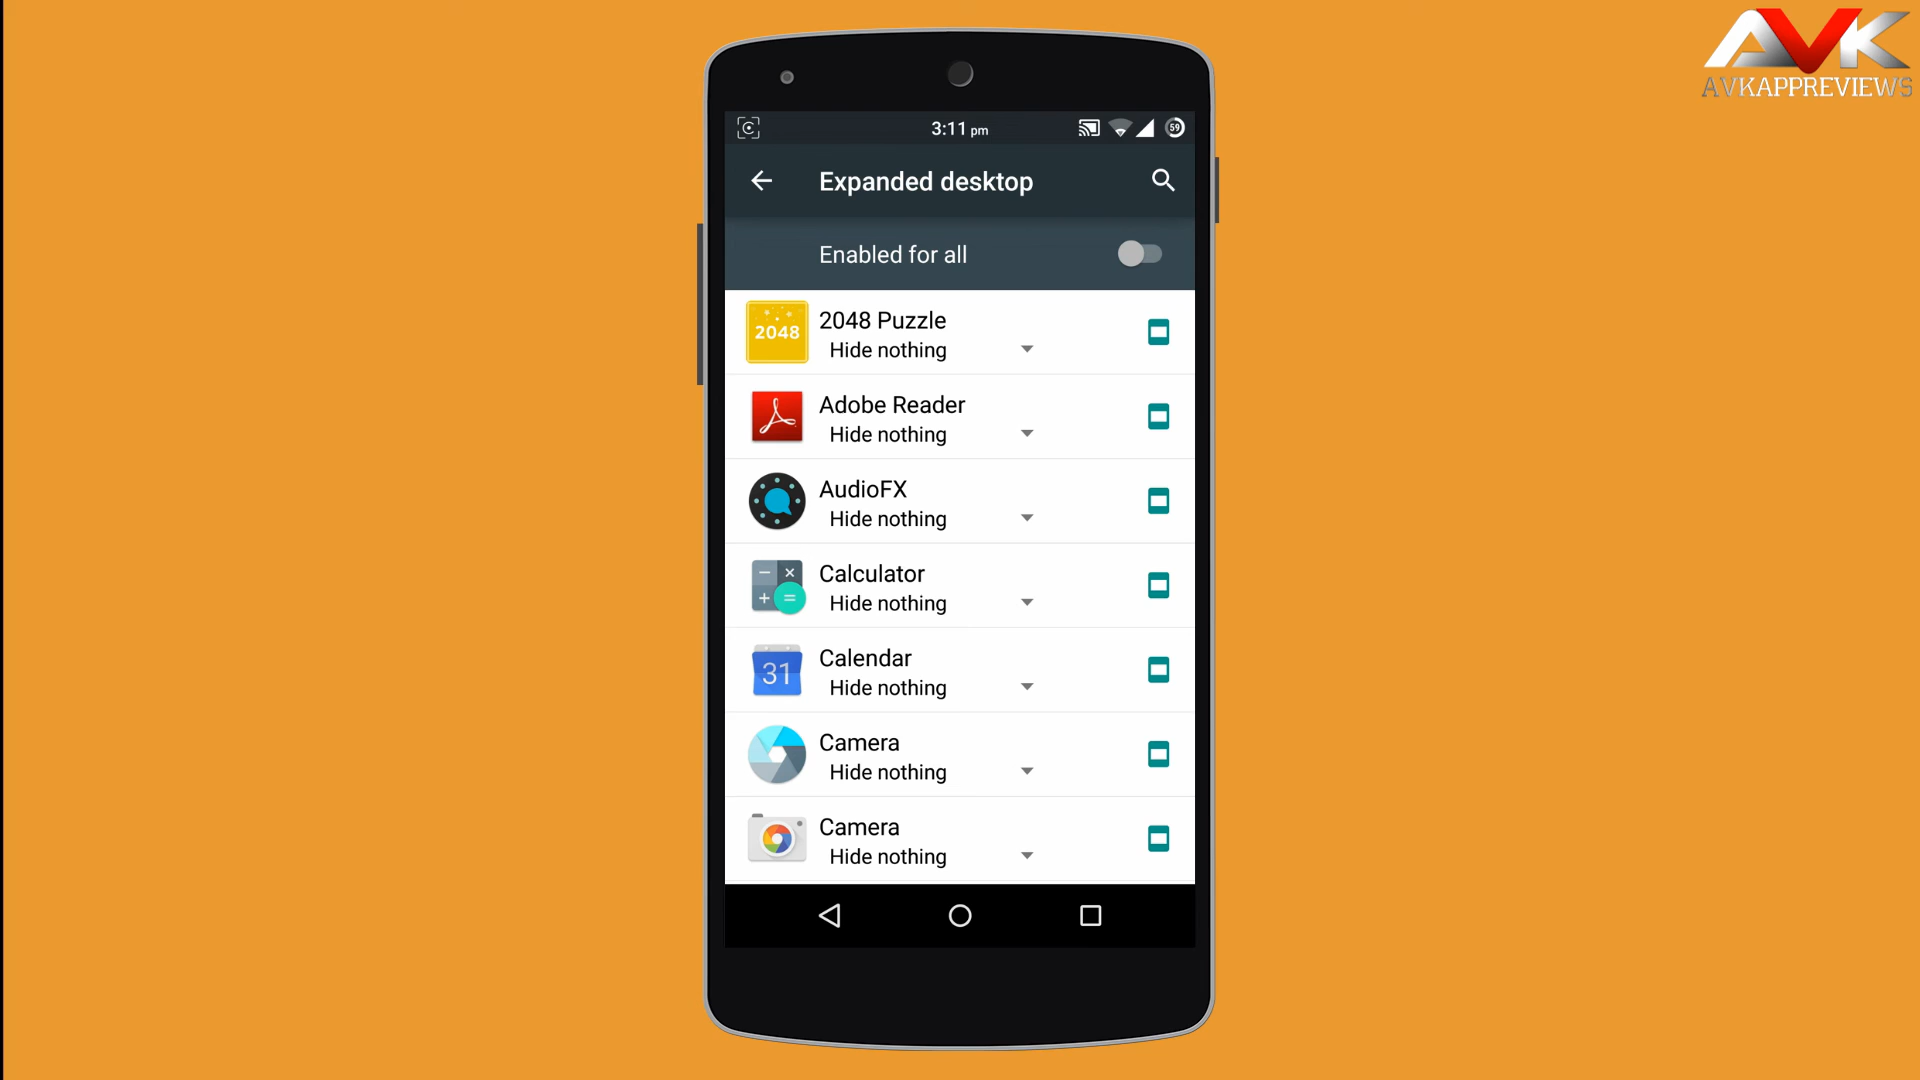 AVK
AVKAPPREVIEWS
3:11 pm
59
Expanded desktop
Enabled for all
2048
2048 Puzzle
Hide nothing
Adobe Reader
Hide nothing
AudioFX
Hide nothing
Calculator
Hide nothing
31
Calendar
Hide nothing
Camera
Hide nothing
Camera
Hide nothing